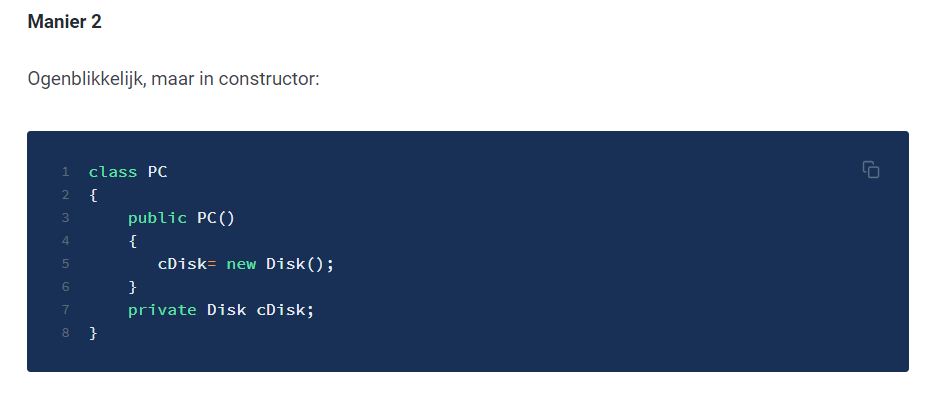 Manier 2
Ogenblikkelijk, maar in constructor:
1 class PC
2 {
3     public PC()
4     {
5        cDisk= new Disk();
6     }
7     private Disk cDisk;
8 }